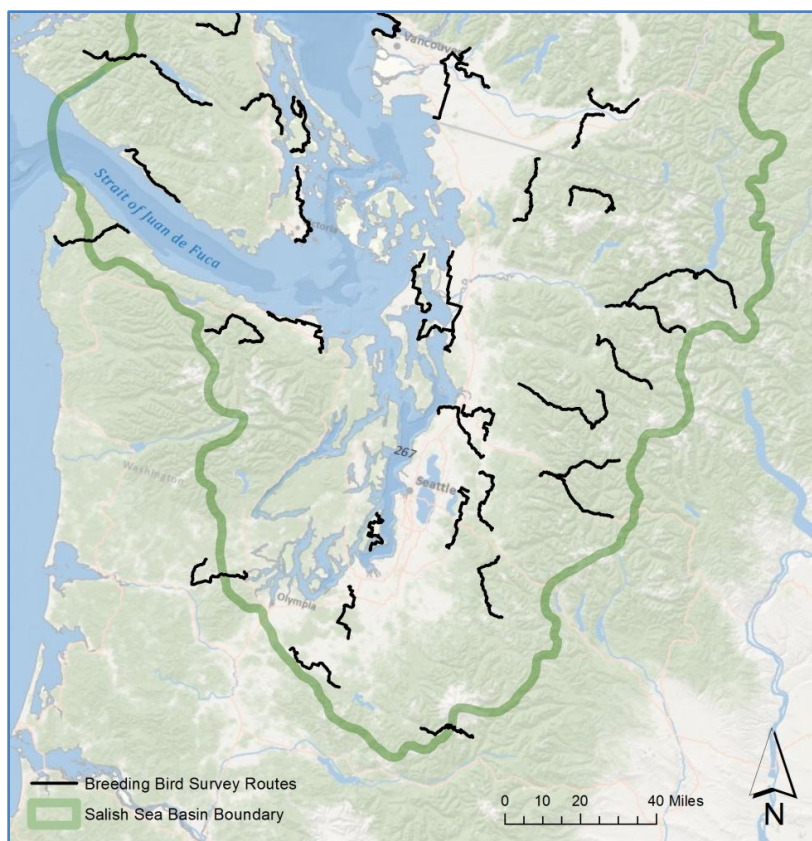 Vancouver
Strait of Juan de Fuca
Victoria
267
Seattle
Washington
Olympia
Breeding Bird Survey Routes
Salish Sea Basin Boundary
0 10 20 40 Miles
N